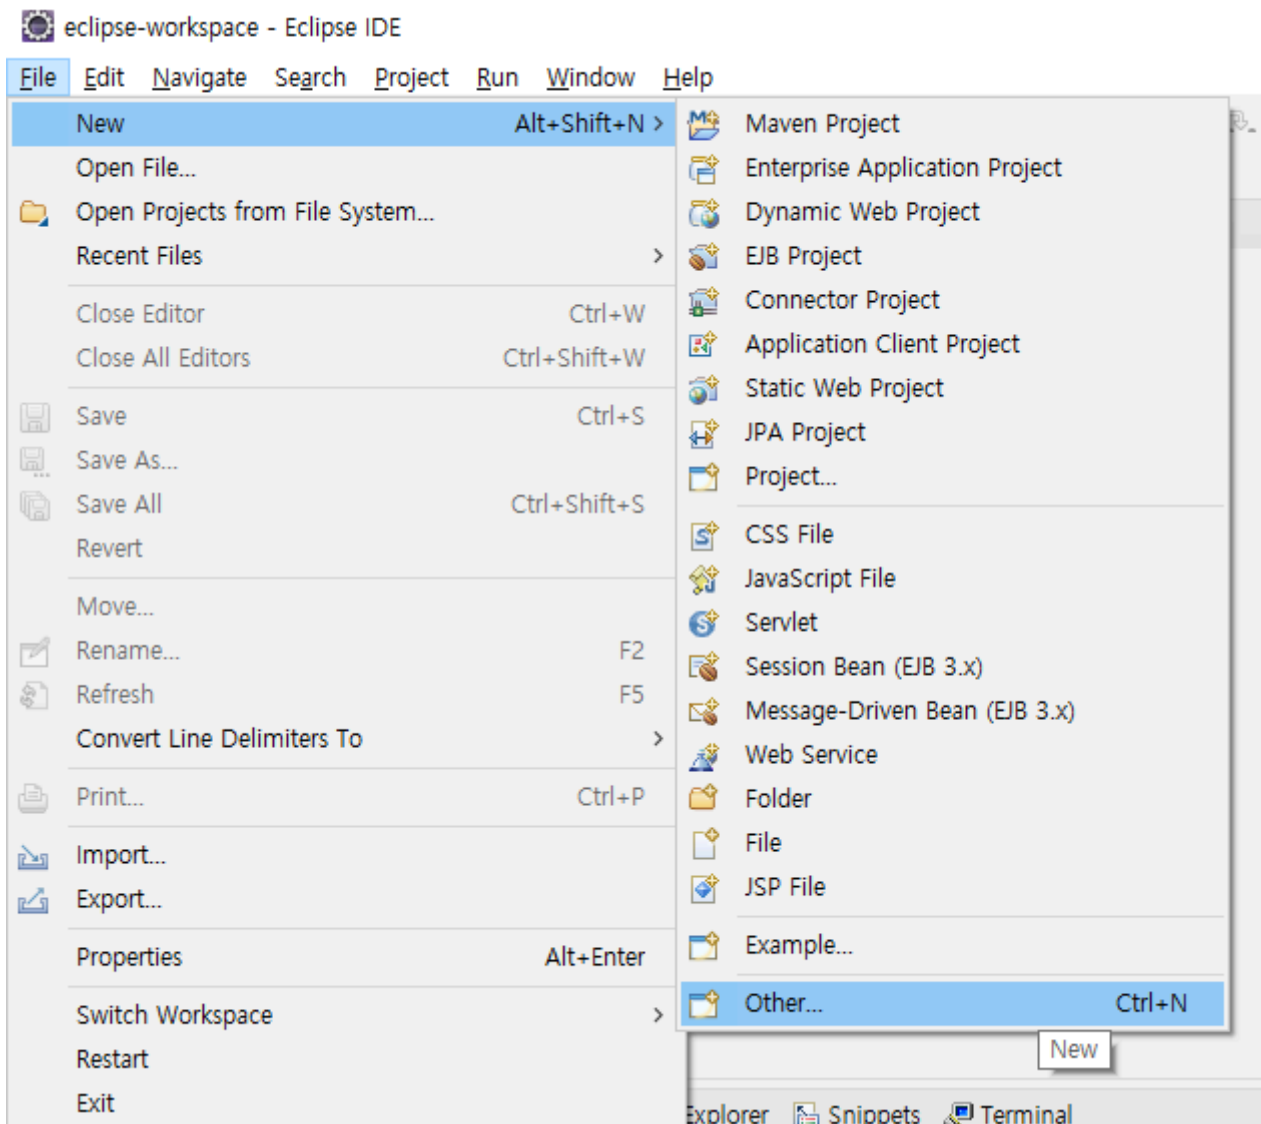 eclipse-workspace - Eclipse IDE
File Edit Navigate Search Project Run Window Help
New Alt+Shift+N >
Open File...
Open Projects from File System...
Recent Files >
Close Editor Ctrl+W
Close All Editors Ctrl+Shift+W
Save Ctrl+S
Save As...
Save All Ctrl+Shift+S
Revert
Move...
Rename... F2
Refresh F5
Convert Line Delimiters To >
Print... Ctrl+P
Import...
Export...
Properties Alt+Enter
Switch Workspace >
Restart
Exit
Maven Project
Enterprise Application Project
Dynamic Web Project
EJB Project
Connector Project
Application Client Project
Static Web Project
JPA Project
Project...
CSS File
JavaScript File
Servlet
Session Bean (EJB 3.x)
Message-Driven Bean (EJB 3.x)
Web Service
Folder
File
JSP File
Example...
Other... Ctrl+N
New
Explorer Snippets Terminal